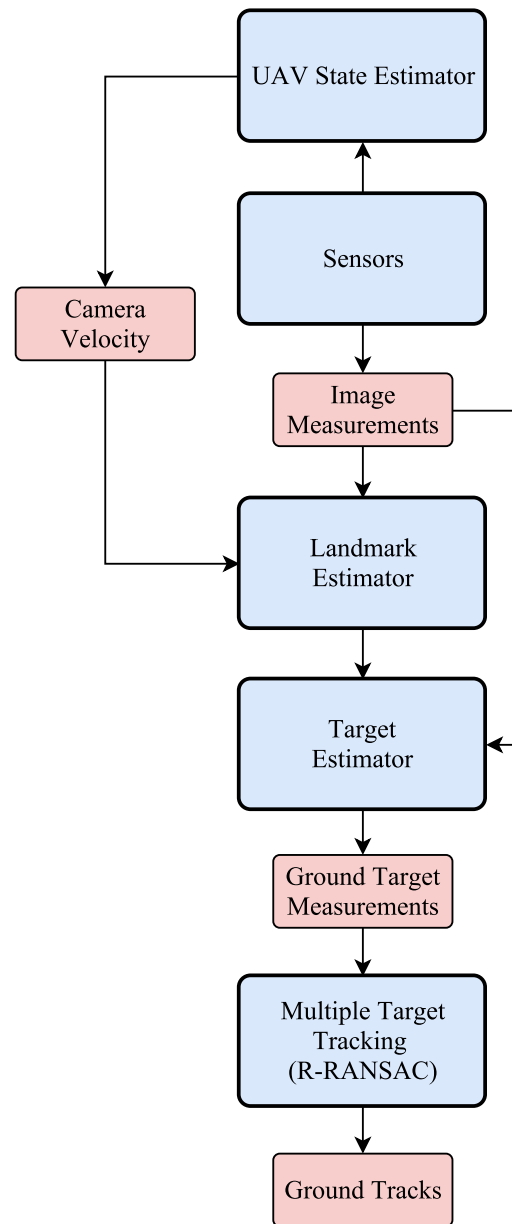 UAV State Estimator
Sensors
Camera
Velocity
Image
Measurements
Landmark
Estimator
Target
Estimator
Ground Target
Measurements
Multiple Target
Tracking
(R-RANSAC)
Ground Tracks